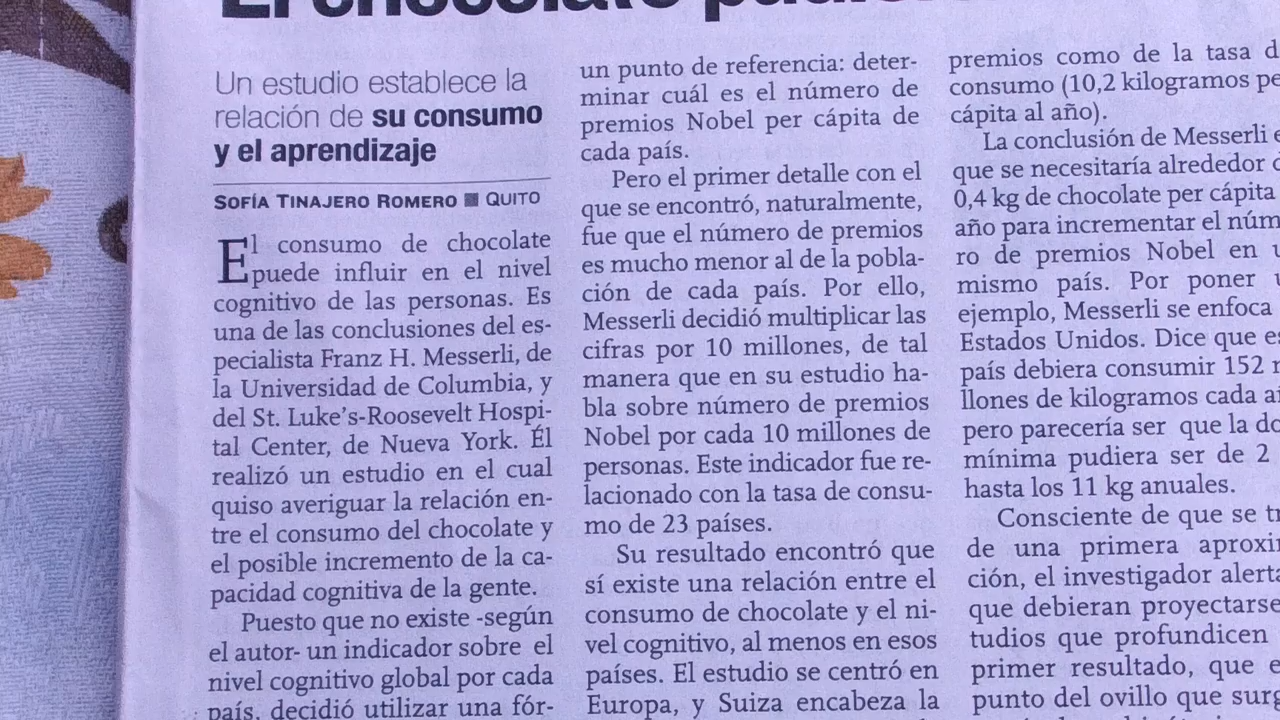 El chocolate
Un estudio establece la
relación de su consumo
y el aprendizaje
SOFÍA TINAJERO ROMERO ■ QUITO
El consumo de chocolate
puede influir en el nivel
cognitivo de las personas. Es
una de las conclusiones del es-
pecialista Franz H. Messerli, de
la Universidad de Columbia, y
del St. Luke's-Roosevelt Hospi-
tal Center, de Nueva York. Él
realizó un estudio en el cual
quiso averiguar la relación en-
tre el consumo del chocolate y
el posible incremento de la ca-
pacidad cognitiva de la gente.
Puesto que no existe -según
el autor- un indicador sobre el
nivel cognitivo global por cada
país, decidió utilizar una fór-
un punto de referencia: deter-
minar cuál es el número de
premios Nobel per cápita de
cada país.
Pero el primer detalle con el
que se encontró, naturalmente,
fue que el número de premios
es mucho menor al de la pobla-
ción de cada país. Por ello,
Messerli decidió multiplicar las
cifras por 10 millones, de tal
manera que en su estudio ha-
bla sobre número de premios
Nobel por cada 10 millones de
personas. Este indicador fue re-
lacionado con la tasa de consu-
mo de 23 países.
Su resultado encontró que
sí existe una relación entre el
consumo de chocolate y el ni-
vel cognitivo, al menos en esos
países. El estudio se centró en
Europa, y Suiza encabeza la
premios como de la tasa
consumo (10,2 kilogramos
cápita al año).
La conclusión de Messerli
que se necesitaría alrededor
0,4 kg de chocolate per cápita
año para incrementar el núm
ro de premios Nobel en
mismo país. Por poner
ejemplo, Messerli se enfoca
Estados Unidos. Dice que
país debiera consumir 152
llones de kilogramos cada
pero parecería ser que la
mínima pudiera ser de 2
hasta los 11 kg anuales.
Consciente de que se
de una primera aproxi
ción, el investigador alerta
que debieran proyectarse
tudios que profundicen
primer resultado, que
punto del ovillo que